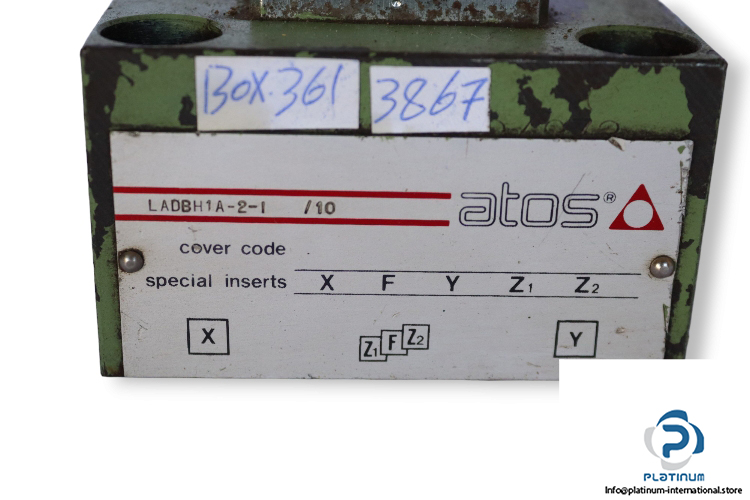 BOX.361
3867
LADBH1A-2-I /10
atos®
cover code
special inserts X F Y Z1 Z2
X Z1 F Z2 Y
PLATINUM
Info@platinum-international.store